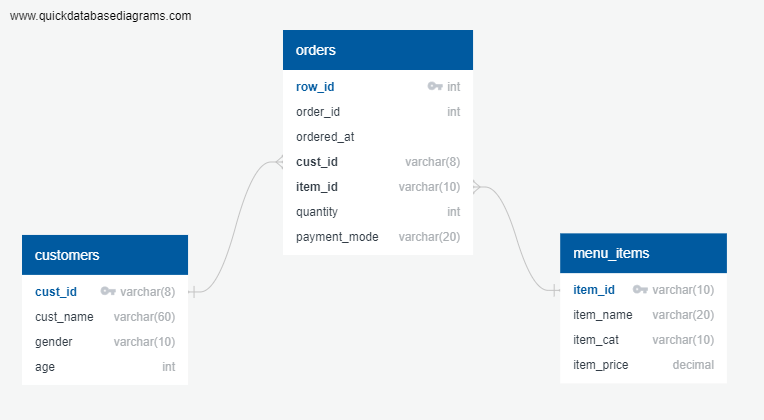 www.quickdatabasediagrams.com
orders
row_id int
order_id int
ordered_at
cust_id varchar(8)
item_id varchar(10)
quantity int
payment_mode varchar(20)
customers
cust_id varchar(8)
cust_name varchar(60)
gender varchar(10)
age int
menu_items
item_id varchar(10)
item_name varchar(20)
item_cat varchar(10)
item_price decimal